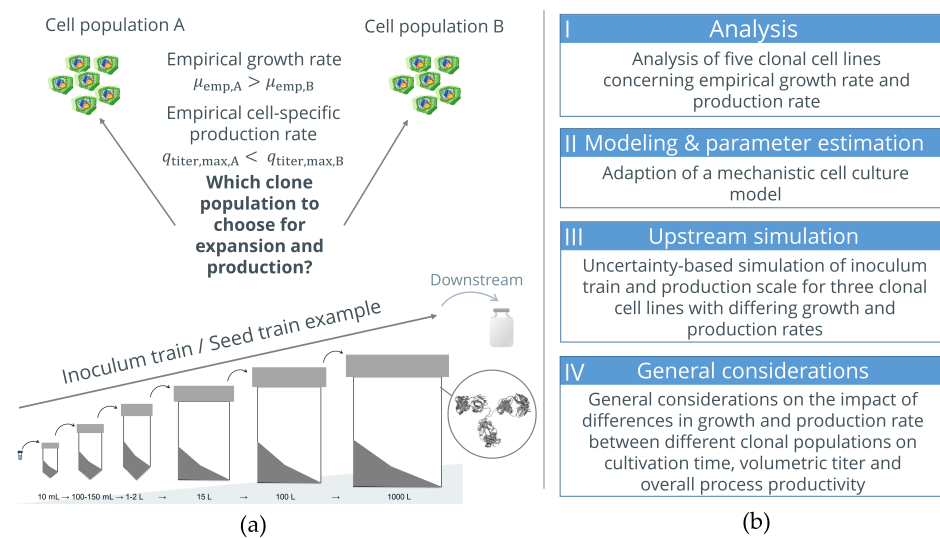 Cell population A
Cell population B
Empirical growth rate
μemp,A > μemp,B
Empirical cell-specific
production rate
qtiter,max,A < qtiter,max,B
Which clone
population to
choose for
expansion and
production?
Downstream
Inoculum train / Seed train example
10 mL → 100-150 mL → 1-2 L → 15 L → 100 L → 1000 L
(a)
I Analysis
Analysis of five clonal cell lines
concerning empirical growth rate and
production rate
II Modeling & parameter estimation
Adaption of a mechanistic cell culture
model
III Upstream simulation
Uncertainty-based simulation of inoculum
train and production scale for three clonal
cell lines with differing growth and
production rates
IV General considerations
General considerations on the impact of
differences in growth and production rate
between different clonal populations on
cultivation time, volumetric titer and
overall process productivity
(b)